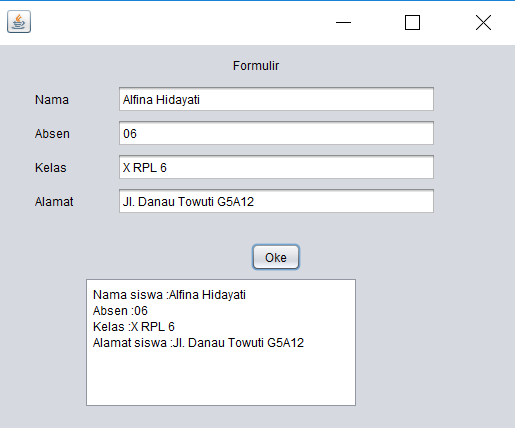 Formulir
Nama Alfina Hidayati
Absen 06
Kelas X RPL 6
Alamat Jl. Danau Towuti G5A12
Oke
Nama siswa :Alfina Hidayati
Absen :06
Kelas :X RPL 6
Alamat siswa :Jl. Danau Towuti G5A12